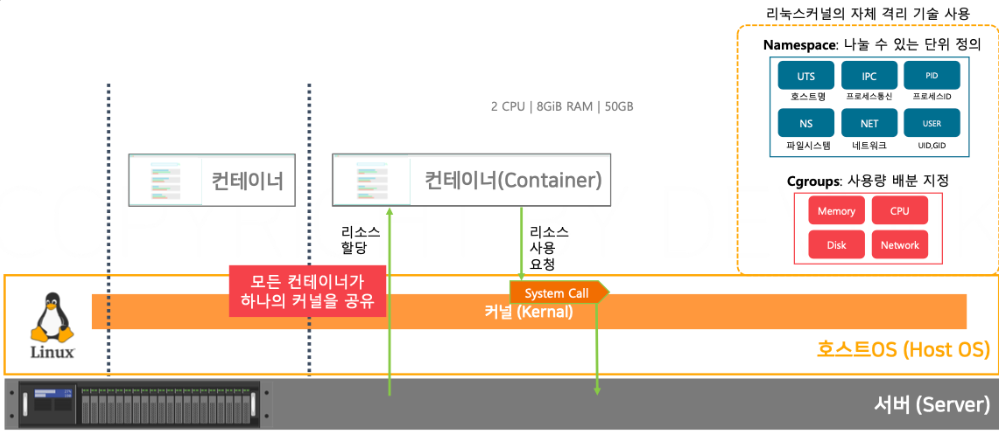 리눅스커널의 자체 격리 기술 사용
Namespace: 나눌 수 있는 단위 정의
UTS
IPC
PID
호스트명
프로세스통신
프로세스ID
NS
NET
USER
파일시스템
네트워크
UID,GID
Cgroups: 사용량 배분 지정
Memory
CPU
Disk
Network
2 CPU | 8GiB RAM | 50GB
컨테이너
컨테이너(Container)
리소스
할당
리소스
사용
요청
모든 컨테이너가
하나의 커널을 공유
System Call
커널 (Kernal)
Linux
호스트OS (Host OS)
서버 (Server)